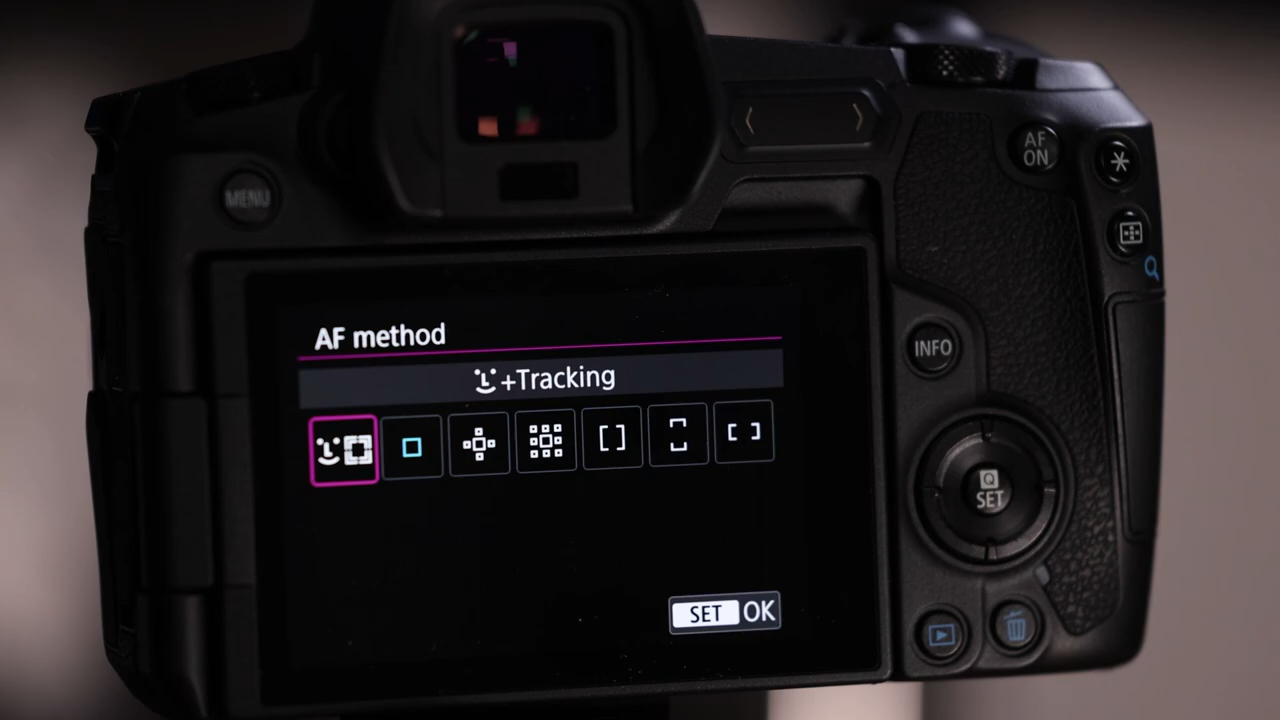 MENU
AF
ON
AF method
+Tracking
INFO
Q
SET
SET OK